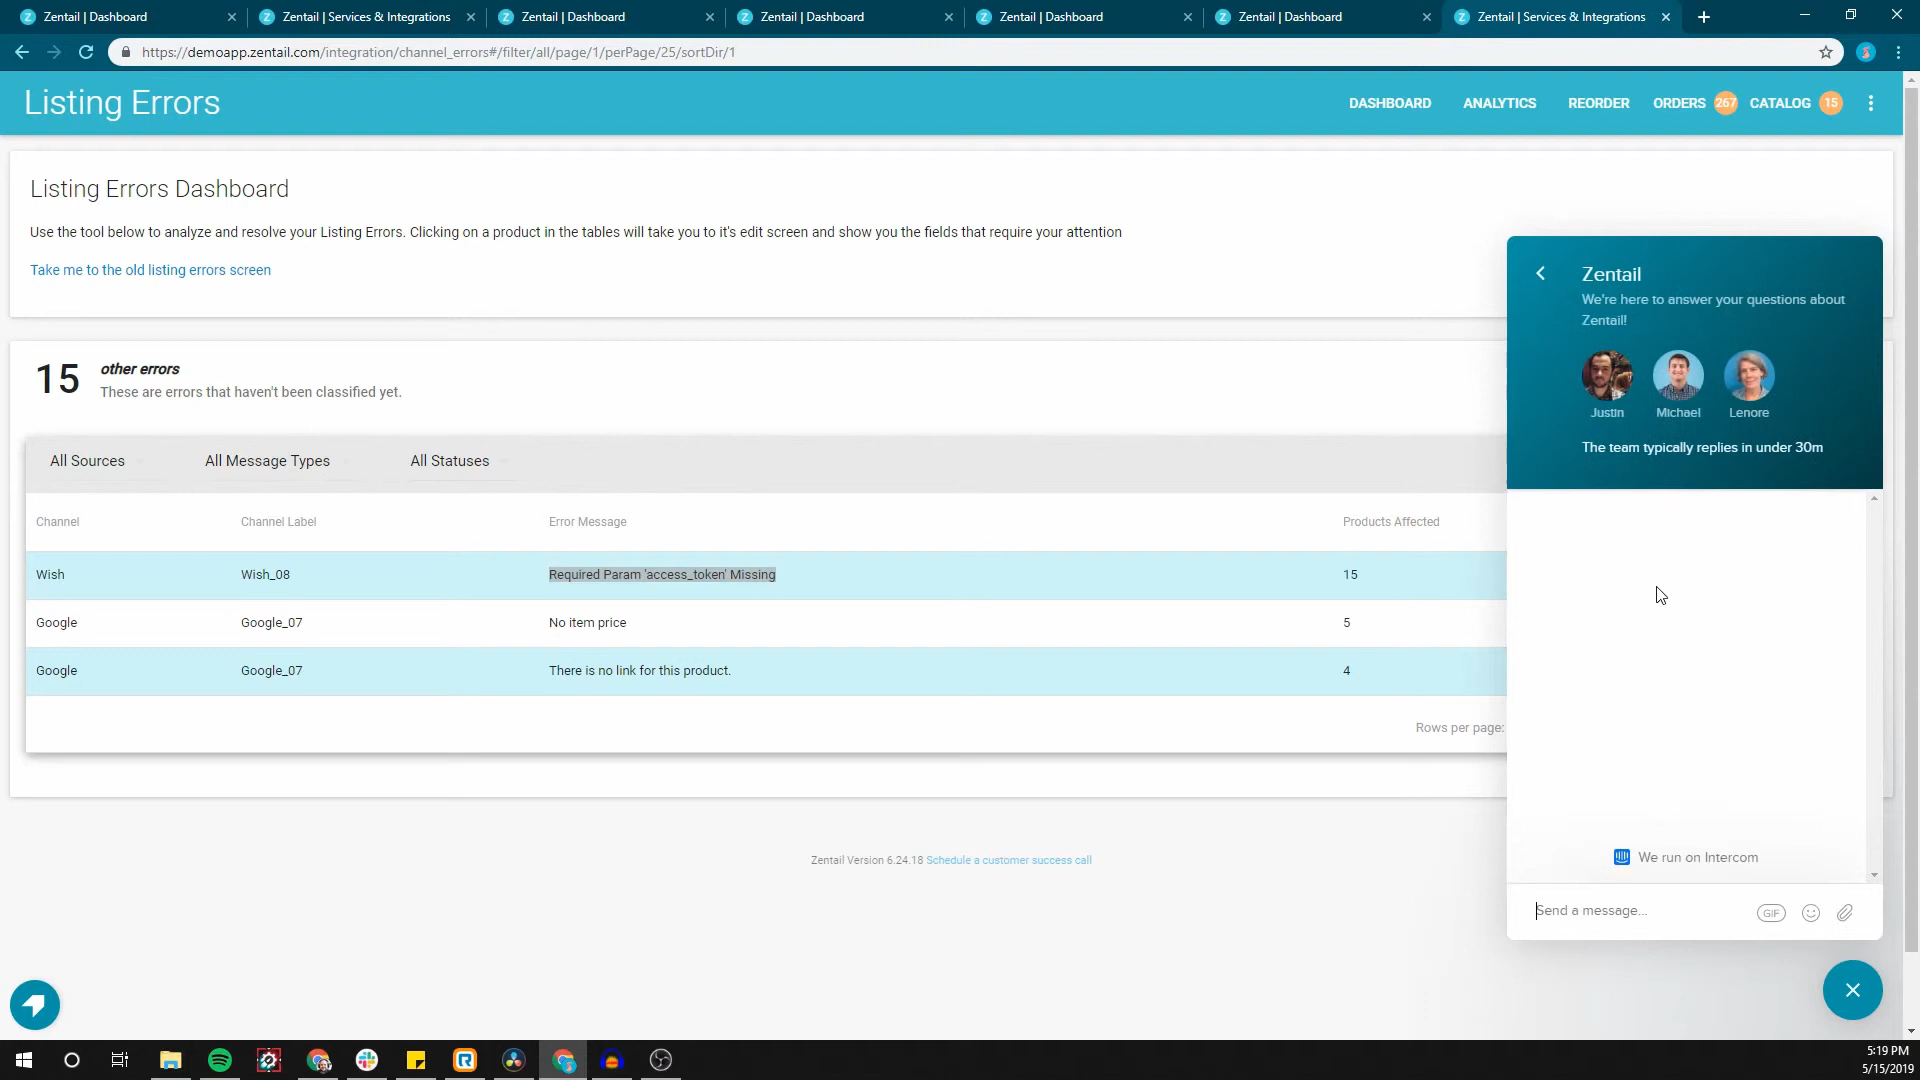 Zentail | Dashboard
Zentail | Services & Integrations
Zentail | Dashboard
Zentail | Dashboard
Zentail | Dashboard
Zentail | Dashboard
Zentail | Services & Integrations
https://demoapp.zentail.com/integration/channel_errors#/filter/all/page/1/perPage/25/sortDir/1
Listing Errors
DASHBOARD
ANALYTICS
REORDER
ORDERS 267
CATALOG 15
Listing Errors Dashboard
Use the tool below to analyze and resolve your Listing Errors. Clicking on a product in the tables will take you to it's edit screen and show you the fields that require your attention
Take me to the old listing errors screen
15
other errors
These are errors that haven't been classified yet.
All Sources
All Message Types
All Statuses
Channel
Channel Label
Error Message
Products Affected
Wish
Wish_08
Required Param 'access_token' Missing
15
Google
Google_07
No item price
5
Google
Google_07
There is no link for this product.
4
Rows per page:
Zentail Version 6.24.18 Schedule a customer success call
Zentail
We're here to answer your questions about
Zentail!
Justin
Michael
Lenore
The team typically replies in under 30m
We run on Intercom
Send a message...
GIF
5:19 PM
5/15/2019